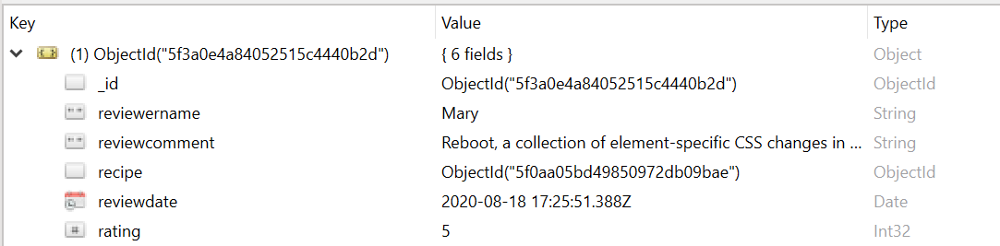 Key Value Type
(1) ObjectId("5f3a0e4a84052515c4440b2d") { 6 fields } Object
_id ObjectId("5f3a0e4a84052515c4440b2d") ObjectId
reviewername Mary String
reviewcomment Reboot, a collection of element-specific CSS changes in ... String
recipe ObjectId("5f0aa05bd49850972db09bae") ObjectId
reviewdate 2020-08-18 17:25:51.388Z Date
rating 5 Int32